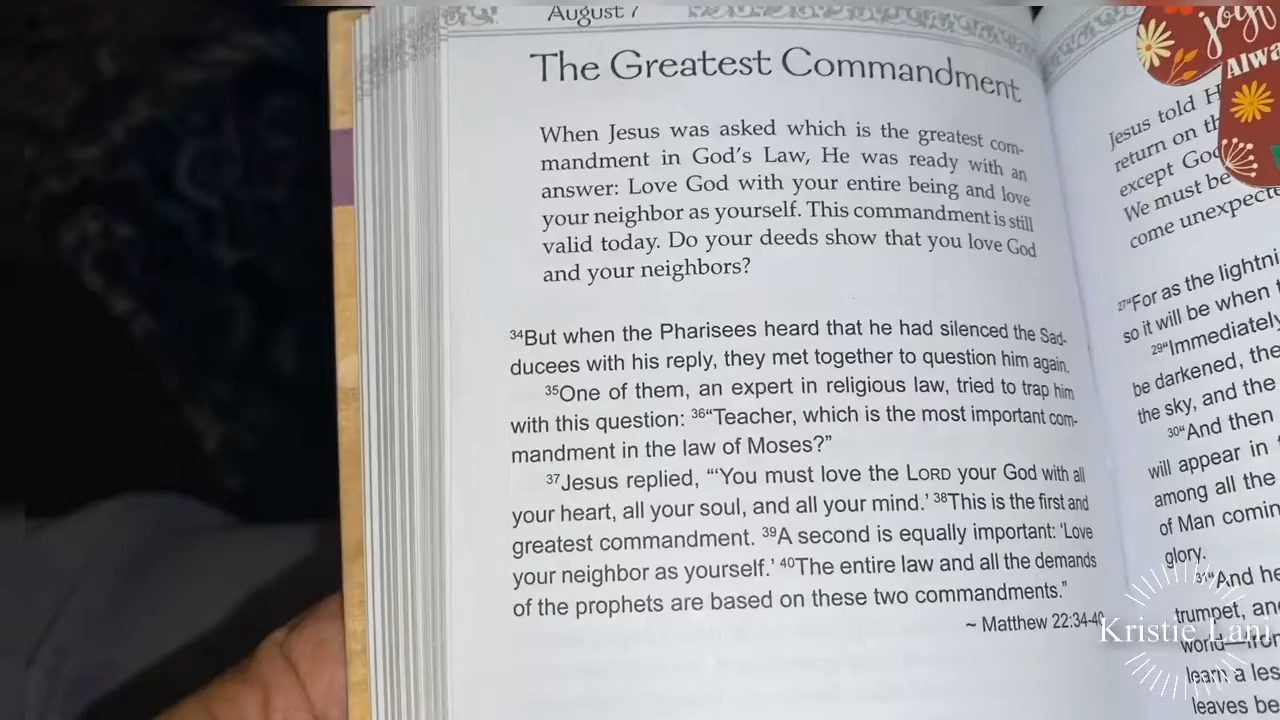 August 7
The Greatest Commandment
When Jesus was asked which is the greatest com-
mandment in God's Law, He was ready with an
answer: Love God with your entire being and love
your neighbor as yourself. This commandment is still
valid today. Do your deeds show that you love God
and your neighbors?
³⁴But when the Pharisees heard that he had silenced the Sad-
ducees with his reply, they met together to question him again.
³⁵One of them, an expert in religious law, tried to trap him
with this question: ³⁶“Teacher, which is the most important com-
mandment in the law of Moses?”
³⁷Jesus replied, “‘You must love the LORD your God with all
your heart, all your soul, and all your mind.’ ³⁸This is the first and
greatest commandment. ³⁹A second is equally important: ‘Love
your neighbor as yourself.’ ⁴⁰The entire law and all the demands
of the prophets are based on these two commandments.”
~ Matthew 22:34-40
joyful
Alwa
Jesus told H
return on th
except God
We must be
come unexpecte
²⁷“For as the lightni
so it will be when t
²⁹“Immediately
be darkened, the
the sky, and the
³⁰“And then
will appear in
among all the
of Man comin
glory.
³¹“And he
trumpet, and
world—from
learn a les
leaves be
Kristie Lani